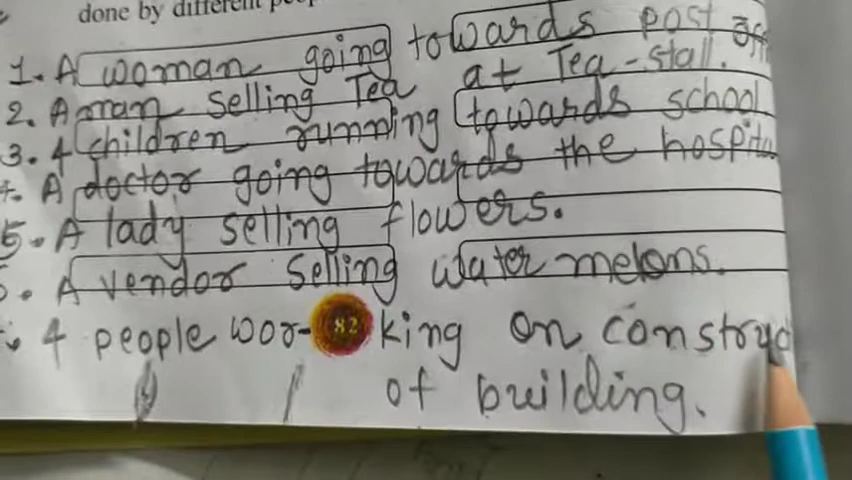 done by different
1. A woman going towards post off
2. A man selling Tea at Tea-stall.
3. 4 children running towards school
A doctor going towards the hospita
5. A lady selling flowers.
. A vendor selling water melons.
4 people wor- 82 king on construc
of building.